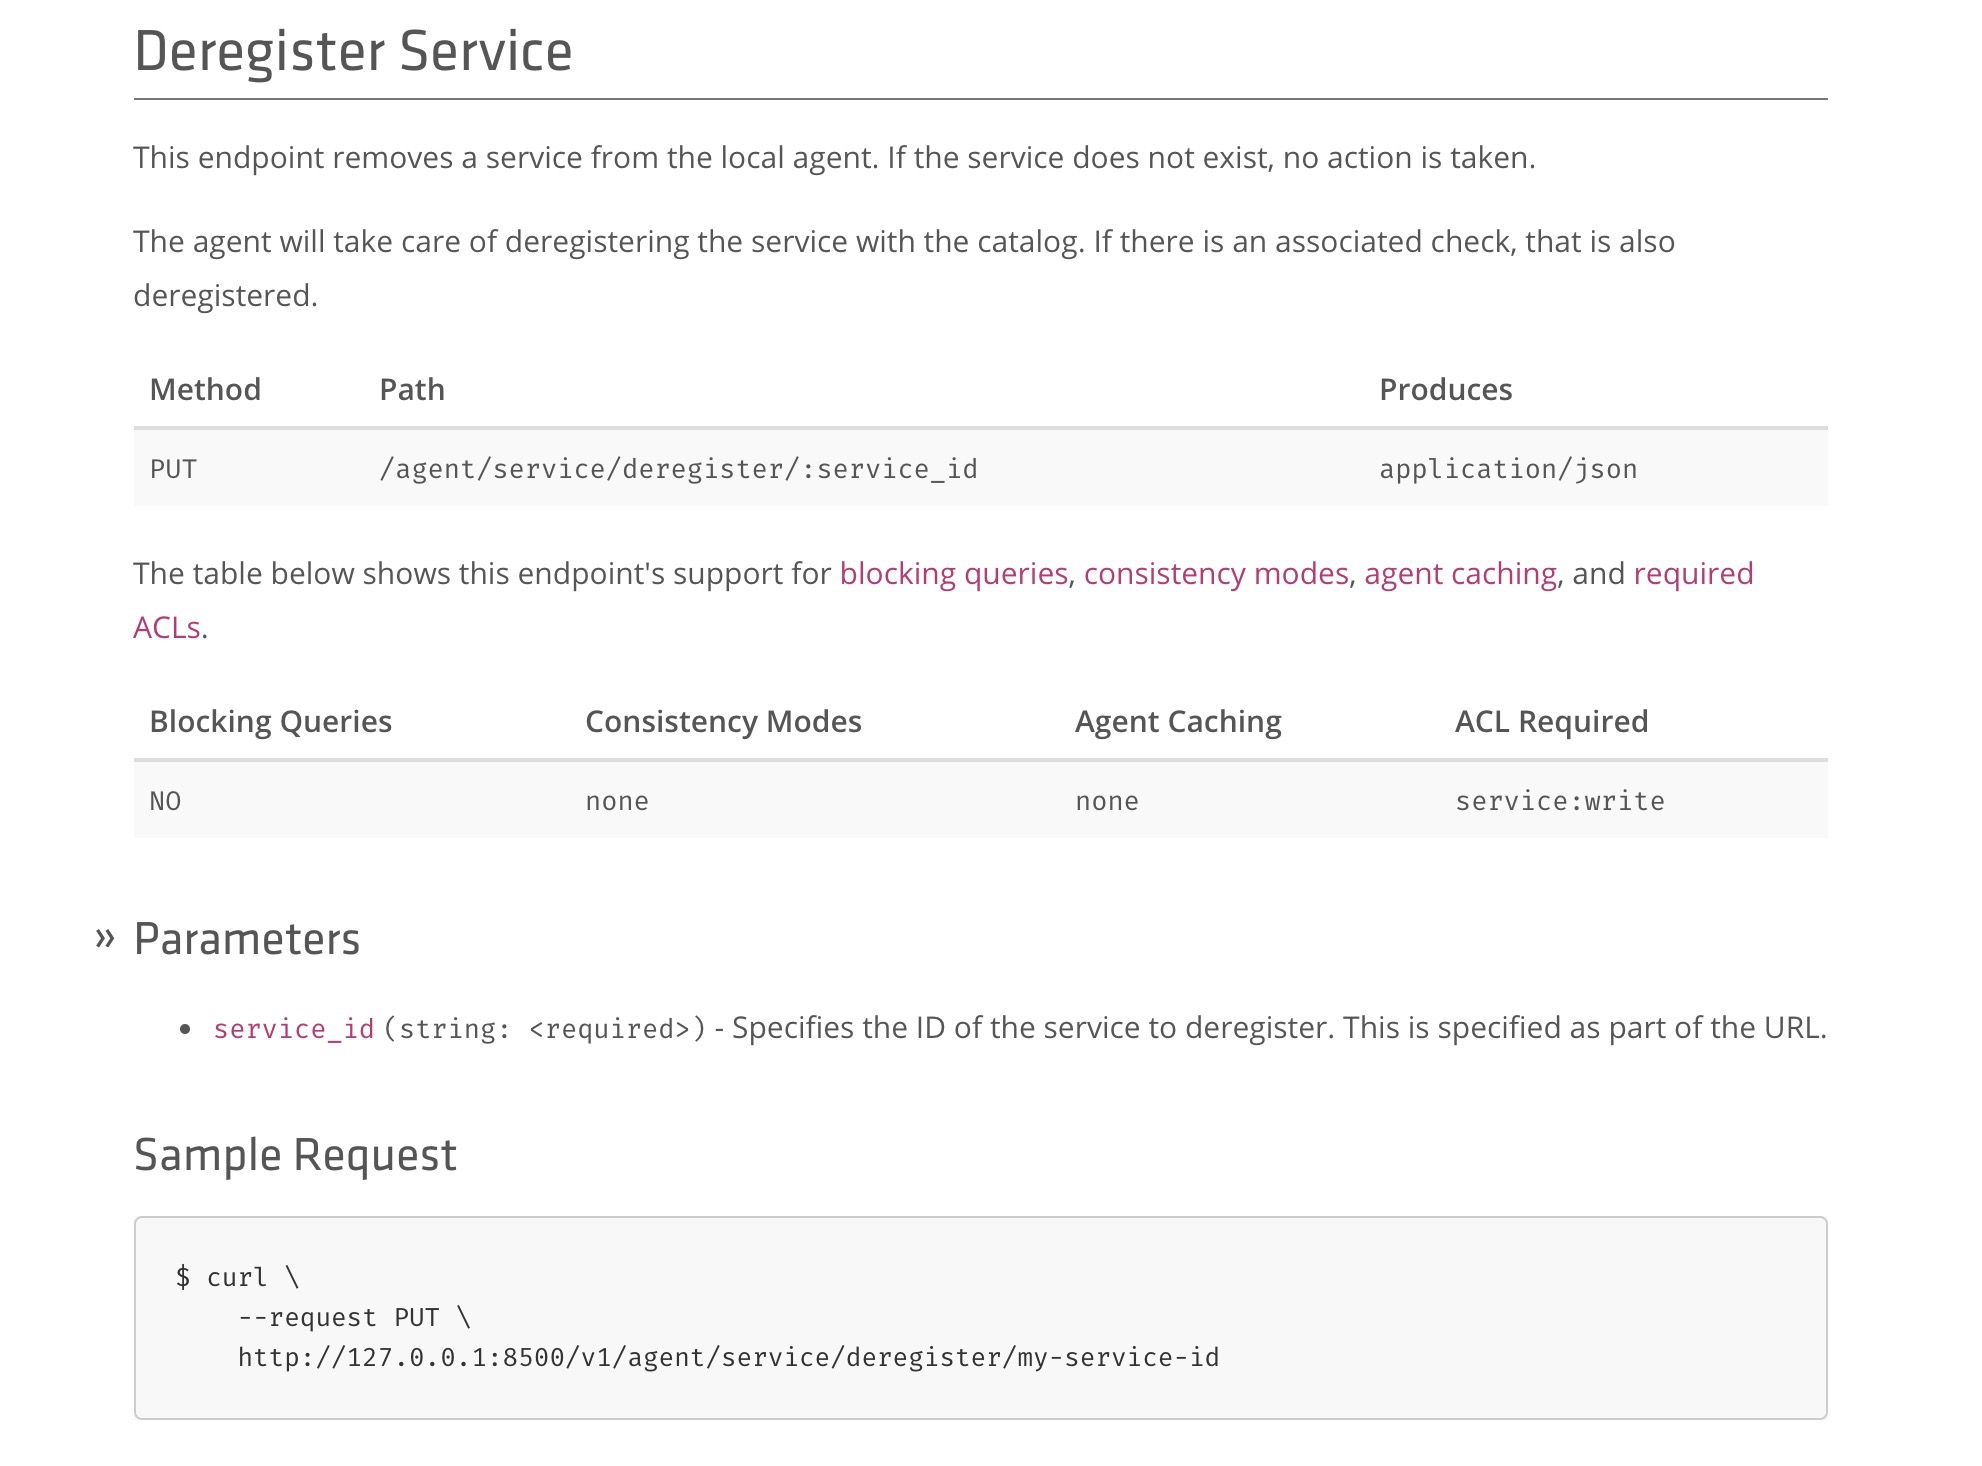 Deregister Service
This endpoint removes a service from the local agent. If the service does not exist, no action is taken.
The agent will take care of deregistering the service with the catalog. If there is an associated check, that is also
deregistered.
Method Path Produces
PUT /agent/service/deregister/:service_id application/json
The table below shows this endpoint's support for blocking queries, consistency modes, agent caching, and required
ACLs.
Blocking Queries Consistency Modes Agent Caching ACL Required
NO none none service:write
» Parameters
• service_id (string: <required>) - Specifies the ID of the service to deregister. This is specified as part of the URL.
Sample Request
$ curl \
    --request PUT \
    http://127.0.0.1:8500/v1/agent/service/deregister/my-service-id